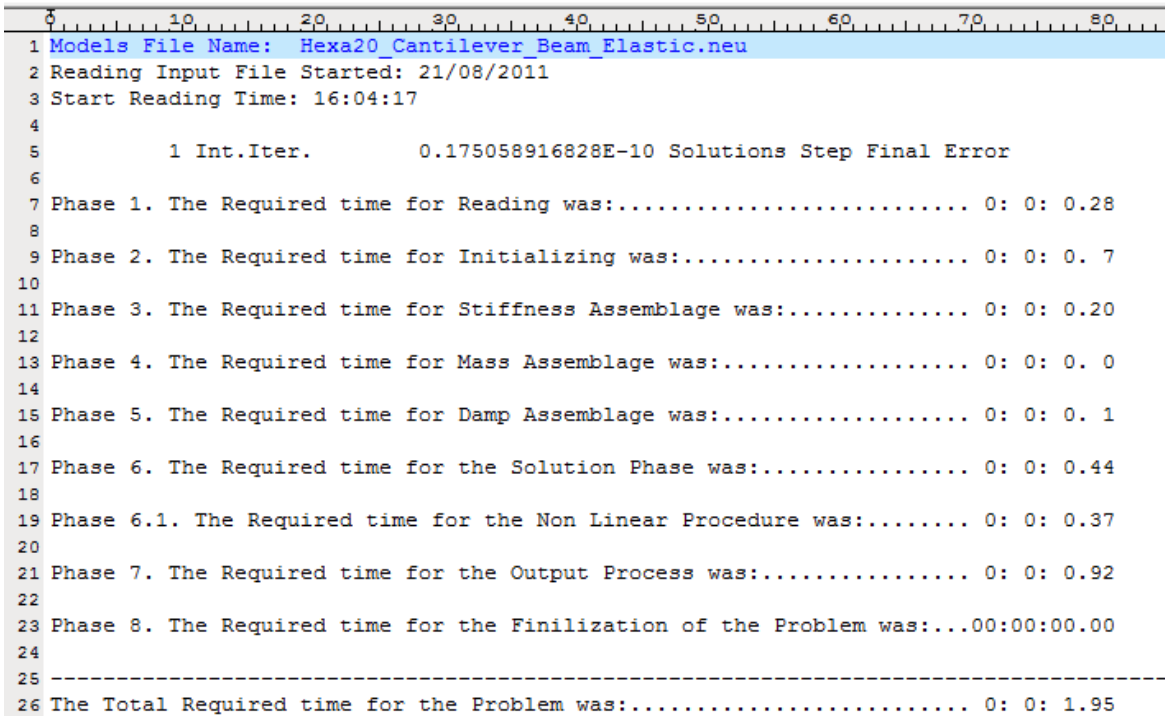 0 10 20 30 40 50 60 70 80
1 Models File Name:  Hexa20_Cantilever_Beam_Elastic.neu
2 Reading Input File Started: 21/08/2011
3 Start Reading Time: 16:04:17
4
5          1 Int.Iter.        0.175058916828E-10 Solutions Step Final Error
6
7 Phase 1. The Required time for Reading was:........................... 0: 0: 0.28
8
9 Phase 2. The Required time for Initializing was:...................... 0: 0: 0. 7
10
11 Phase 3. The Required time for Stiffness Assemblage was:.............. 0: 0: 0.20
12
13 Phase 4. The Required time for Mass Assemblage was:................... 0: 0: 0. 0
14
15 Phase 5. The Required time for Damp Assemblage was:................... 0: 0: 0. 1
16
17 Phase 6. The Required time for the Solution Phase was:................ 0: 0: 0.44
18
19 Phase 6.1. The Required time for the Non Linear Procedure was:........ 0: 0: 0.37
20
21 Phase 7. The Required time for the Output Process was:................ 0: 0: 0.92
22
23 Phase 8. The Required time for the Finilization of the Problem was:...00:00:00.00
24
25 -------------------------------------------------------------------------------------
26 The Total Required time for the Problem was:.......................... 0: 0: 1.95